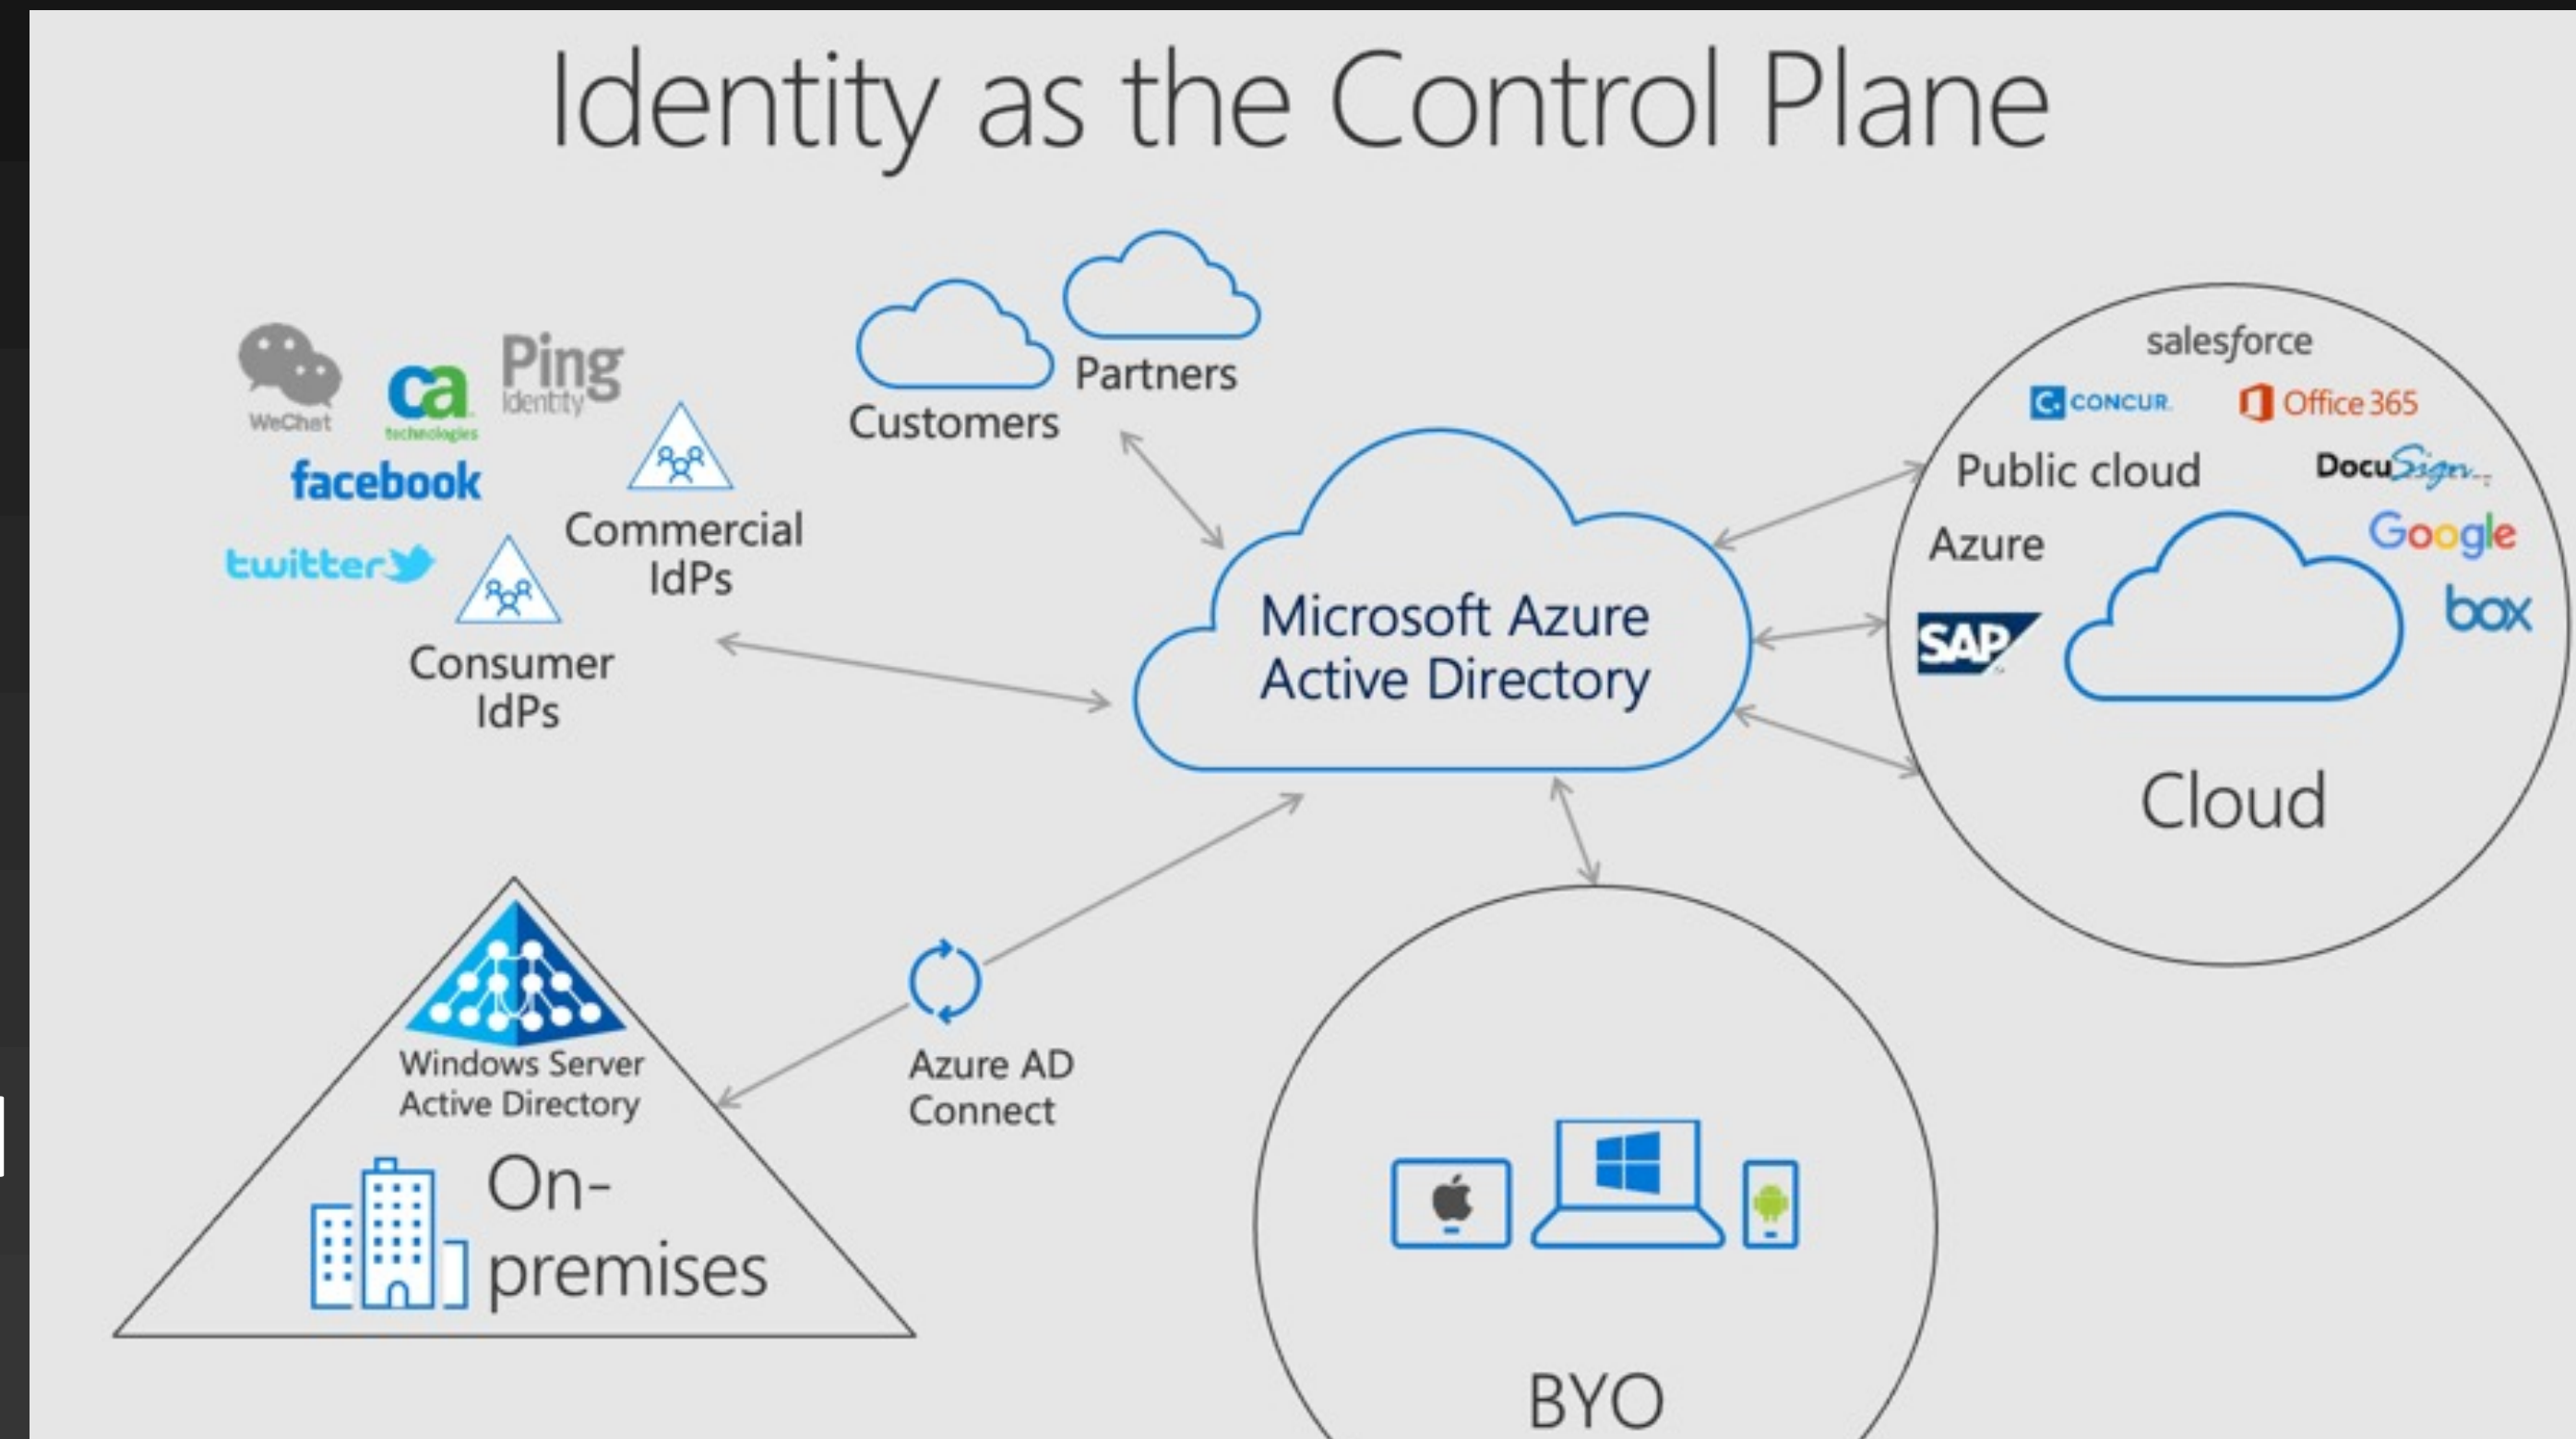 Identity as the Control Plane
WeChat
ca
technologies
Ping
Identity
facebook
twitter
Commercial
IdPs
Consumer
IdPs
Customers
Partners
Microsoft Azure
Active Directory
salesforce
CONCUR.
Office 365
Public cloud
DocuSign
Azure
Google
SAP
box
Cloud
Windows Server
Active Directory
On-
premises
Azure AD
Connect
BYO